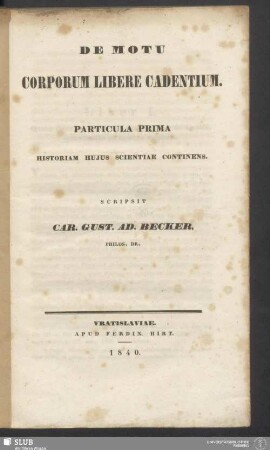 DE MOTU
CORPORUM LIBERE CADENTIUM.
PARTICULA PRIMA
HISTORIAM HUJUS SCIENTIAE CONTINENS.
SCRIPSIT
CAR. GUST. AD. BECKER,
PHILOS. DR.
VRATISLAVIAE.
APUD FERDIN. HIRT.
1840.
SLUB